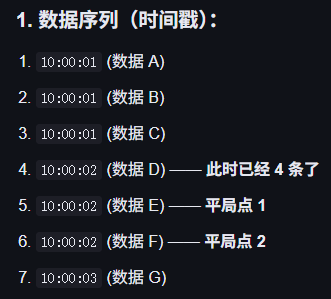 1. 数据序列（时间戳）：
1. 10:00:01 (数据 A)
2. 10:00:01 (数据 B)
3. 10:00:01 (数据 C)
4. 10:00:02 (数据 D) —— 此时已经 4 条了
5. 10:00:02 (数据 E) —— 平局点 1
6. 10:00:02 (数据 F) —— 平局点 2
7. 10:00:03 (数据 G)